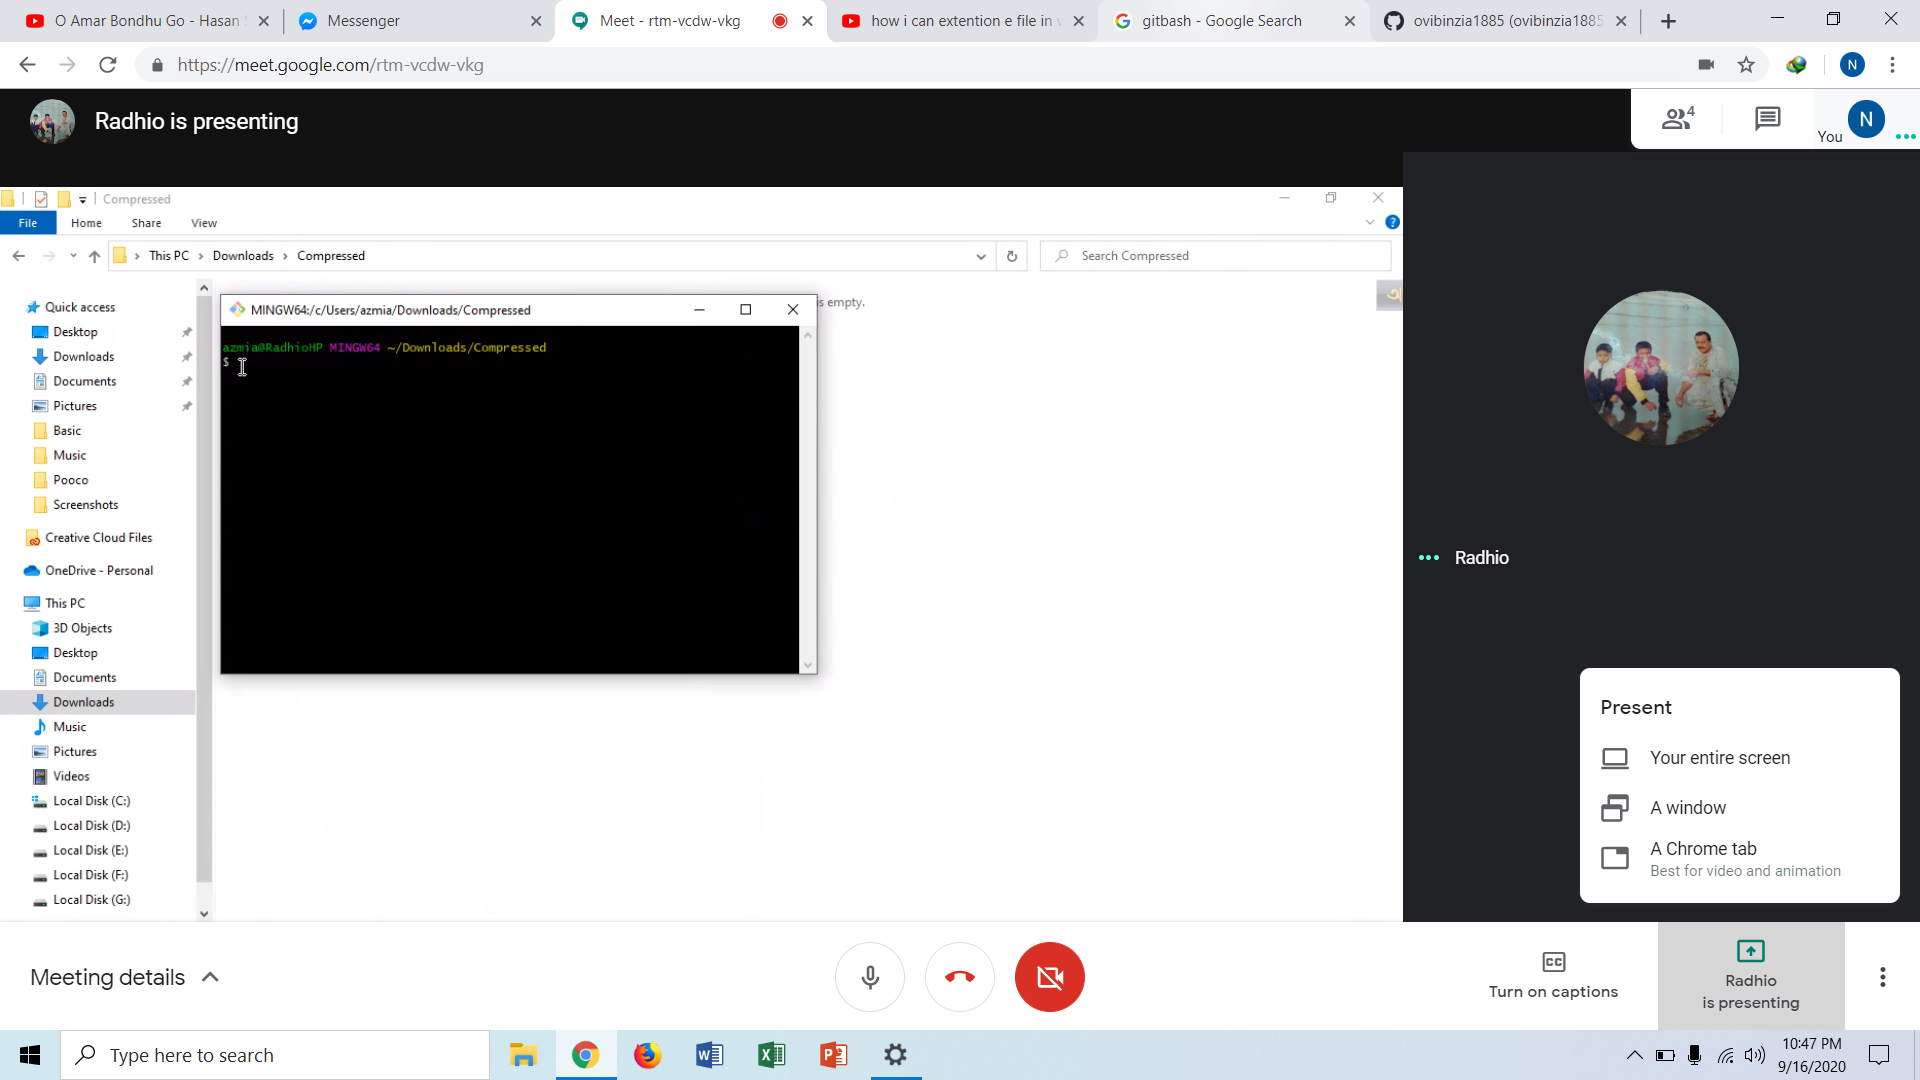 O Amar Bondhu Go - Hasan
Messenger
Meet - rtm-vcdw-vkg
how i can extention e file in
gitbash - Google Search
ovibinzia1885 (ovibinzia1885
https://meet.google.com/rtm-vcdw-vkg
N
Radhio is presenting
4
You
N
Compressed
File
Home
Share
View
This PC
Downloads
Compressed
Search Compressed
Quick access
Desktop
Downloads
Documents
Pictures
Basic
Music
Pooco
Screenshots
Creative Cloud Files
OneDrive - Personal
This PC
3D Objects
Desktop
Documents
Downloads
Music
Pictures
Videos
Local Disk (C:)
Local Disk (D:)
Local Disk (E:)
Local Disk (F:)
Local Disk (G:)
MINGW64:/c/Users/azmia/Downloads/Compressed
is empty.
azmia@RadhioHP MINGW64 ~/Downloads/Compressed
$
Radhio
Present
Your entire screen
A window
A Chrome tab
Best for video and animation
Meeting details
Turn on captions
Radhio
is presenting
Type here to search
10:47 PM
9/16/2020